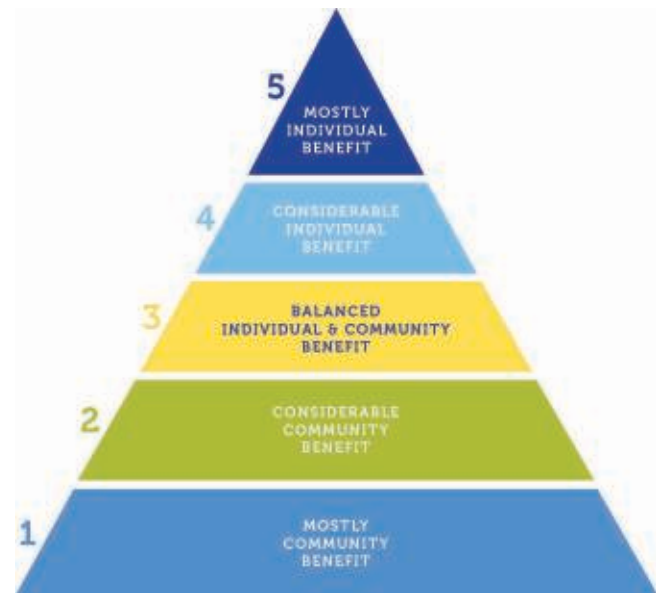 5
MOSTLY
INDIVIDUAL
BENEFIT
4
CONSIDERABLE
INDIVIDUAL
BENEFIT
3
BALANCED
INDIVIDUAL & COMMUNITY
BENEFIT
2
CONSIDERABLE
COMMUNITY
BENEFIT
1
MOSTLY
COMMUNITY
BENEFIT